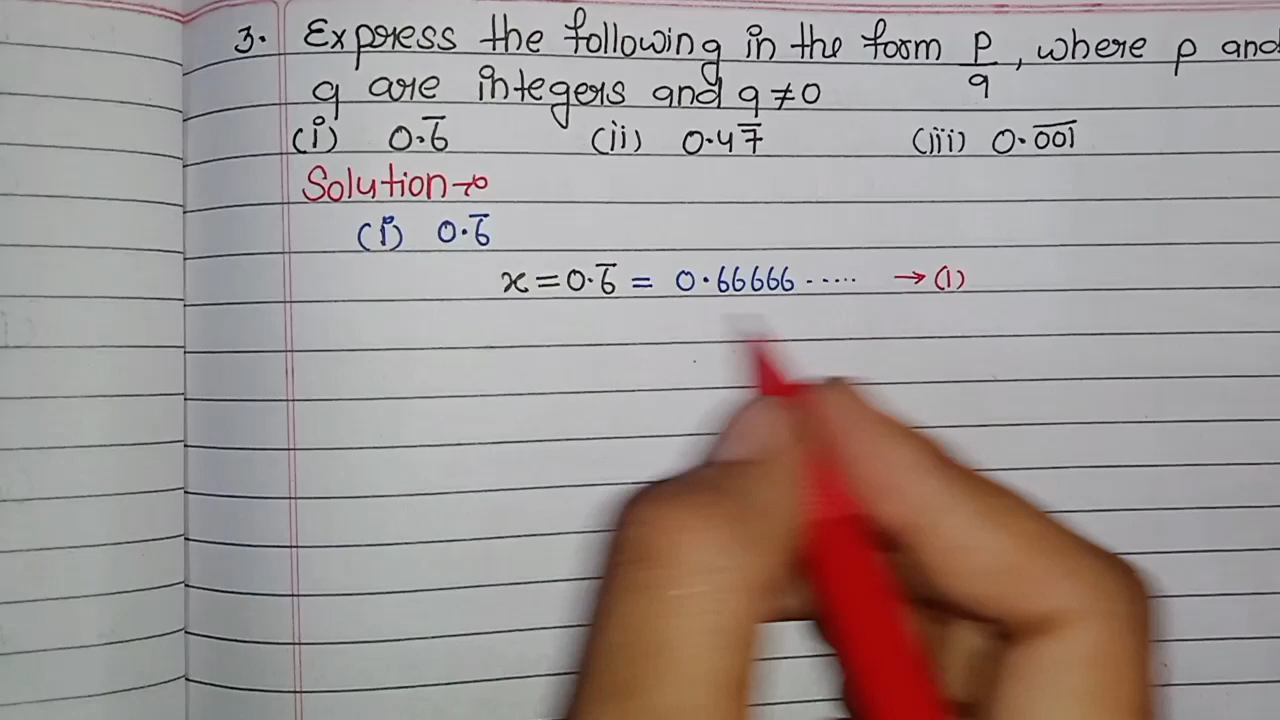 3. Express the following in the form p/q, where p and
q are integers and q ≠ 0
(i) 0.6̅ (ii) 0.47̅ (iii) 0.0̅0̅1̅
Solution →
(i) 0.6̅
x = 0.6̅ = 0.66666 ..... → (1)